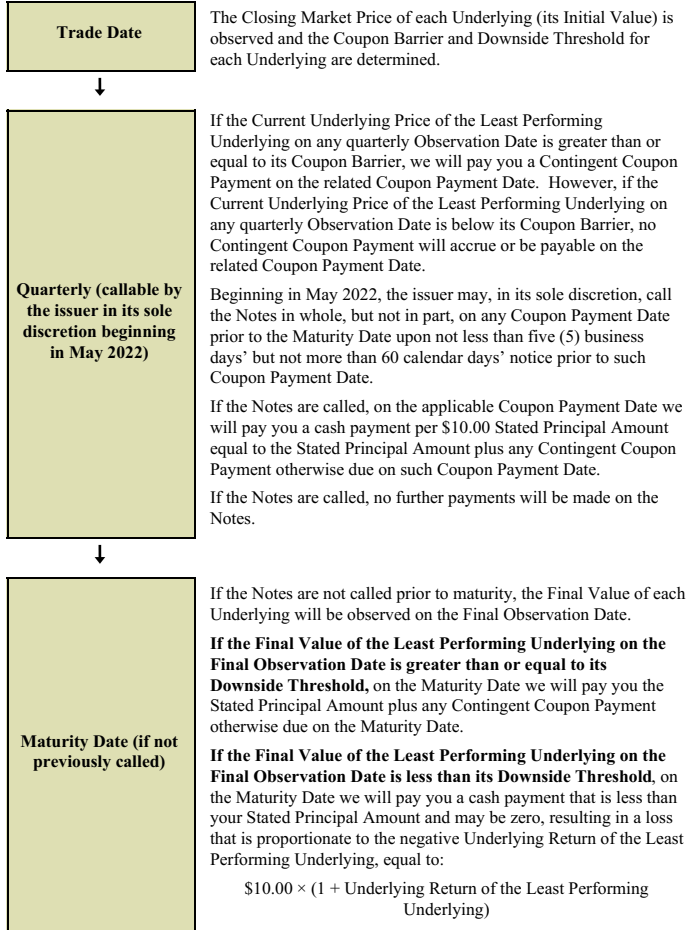 Trade Date
The Closing Market Price of each Underlying (its Initial Value) is
observed and the Coupon Barrier and Downside Threshold for
each Underlying are determined.
Quarterly (callable by
the issuer in its sole
discretion beginning
in May 2022)
If the Current Underlying Price of the Least Performing
Underlying on any quarterly Observation Date is greater than or
equal to its Coupon Barrier, we will pay you a Contingent Coupon
Payment on the related Coupon Payment Date.  However, if the
Current Underlying Price of the Least Performing Underlying on
any quarterly Observation Date is below its Coupon Barrier, no
Contingent Coupon Payment will accrue or be payable on the
related Coupon Payment Date.
Beginning in May 2022, the issuer may, in its sole discretion, call
the Notes in whole, but not in part, on any Coupon Payment Date
prior to the Maturity Date upon not less than five (5) business
days’ but not more than 60 calendar days’ notice prior to such
Coupon Payment Date.
If the Notes are called, on the applicable Coupon Payment Date we
will pay you a cash payment per $10.00 Stated Principal Amount
equal to the Stated Principal Amount plus any Contingent Coupon
Payment otherwise due on such Coupon Payment Date.
If the Notes are called, no further payments will be made on the
Notes.
Maturity Date (if not
previously called)
If the Notes are not called prior to maturity, the Final Value of each
Underlying will be observed on the Final Observation Date.
If the Final Value of the Least Performing Underlying on the
Final Observation Date is greater than or equal to its
Downside Threshold, on the Maturity Date we will pay you the
Stated Principal Amount plus any Contingent Coupon Payment
otherwise due on the Maturity Date.
If the Final Value of the Least Performing Underlying on the
Final Observation Date is less than its Downside Threshold, on
the Maturity Date we will pay you a cash payment that is less than
your Stated Principal Amount and may be zero, resulting in a loss
that is proportionate to the negative Underlying Return of the Least
Performing Underlying, equal to:
$10.00 × (1 + Underlying Return of the Least Performing
Underlying)